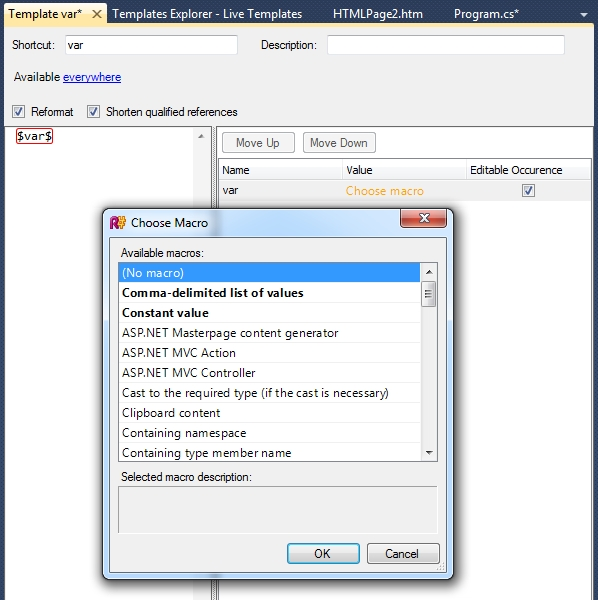 Template var* Templates Explorer - Live Templates HTMLPage2.htm Program.cs*
Shortcut: var Description:
Available everywhere
Reformat Shorten qualified references
$var$
Move Up Move Down
Name Value Editable Occurence
var Choose macro
R# Choose Macro
Available macros:
(No macro)
Comma-delimited list of values
Constant value
ASP.NET Masterpage content generator
ASP.NET MVC Action
ASP.NET MVC Controller
Cast to the required type (if the cast is necessary)
Clipboard content
Containing namespace
Containing type member name
Selected macro description:
OK Cancel